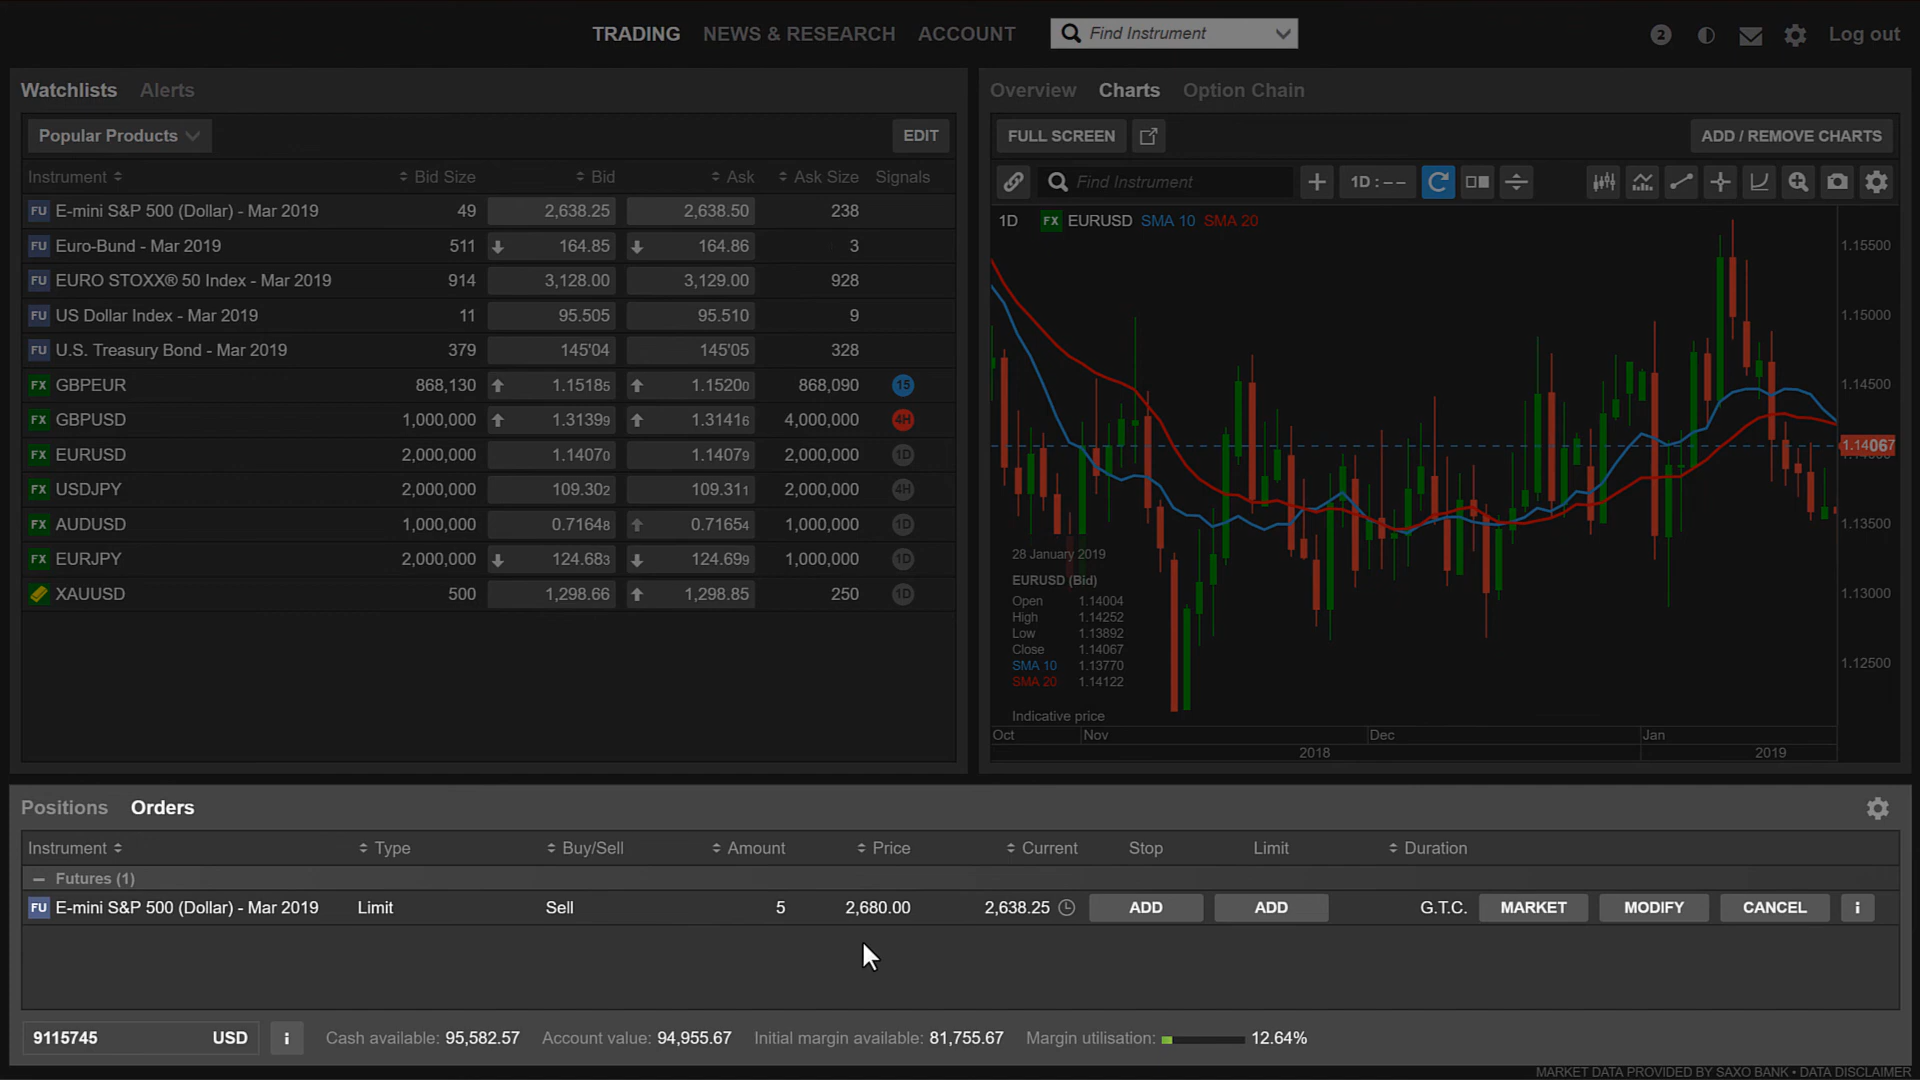 TRADING NEWS & RESEARCH ACCOUNT Find Instrument 2 Log out
Watchlists Alerts
Popular Products EDIT
Instrument Bid Size Bid Ask Ask Size Signals
FU E-mini S&P 500 (Dollar) - Mar 2019 49 2,638.25 2,638.50 238
FU Euro-Bund - Mar 2019 511 164.85 164.86 3
FU EURO STOXX® 50 Index - Mar 2019 914 3,128.00 3,129.00 928
FU US Dollar Index - Mar 2019 11 95.505 95.510 9
FU U.S. Treasury Bond - Mar 2019 379 145'04 145'05 328
FX GBPEUR 868,130 1.15185 1.15200 868,090 15
FX GBPUSD 1,000,000 1.31399 1.31416 4,000,000 4H
FX EURUSD 2,000,000 1.14070 1.14079 2,000,000 1D
FX USDJPY 2,000,000 109.302 109.311 2,000,000 4H
FX AUDUSD 1,000,000 0.71648 0.71654 1,000,000 1D
FX EURJPY 2,000,000 124.683 124.699 1,000,000 1D
XAUUSD 500 1,298.66 1,298.85 250 1D
Overview Charts Option Chain
FULL SCREEN ADD / REMOVE CHARTS
Find Instrument 1D : – –
1D FX EURUSD SMA 10 SMA 20
1.15500
1.15000
1.14500
1.14067
1.13500
1.13000
1.12500
28 January 2019
EURUSD (Bid)
Open 1.14004
High 1.14252
Low 1.13892
Close 1.14067
SMA 10 1.13770
SMA 20 1.14122
Indicative price
Oct Nov Dec Jan
2018 2019
Positions Orders
Instrument Type Buy/Sell Amount Price Current Stop Limit Duration
Futures (1)
FU E-mini S&P 500 (Dollar) - Mar 2019 Limit Sell 5 2,680.00 2,638.25 ADD ADD G.T.C. MARKET MODIFY CANCEL i
9115745 USD i Cash available: 95,582.57 Account value: 94,955.67 Initial margin available: 81,755.67 Margin utilisation: 12.64%
MARKET DATA PROVIDED BY SAXO BANK • DATA DISCLAIMER